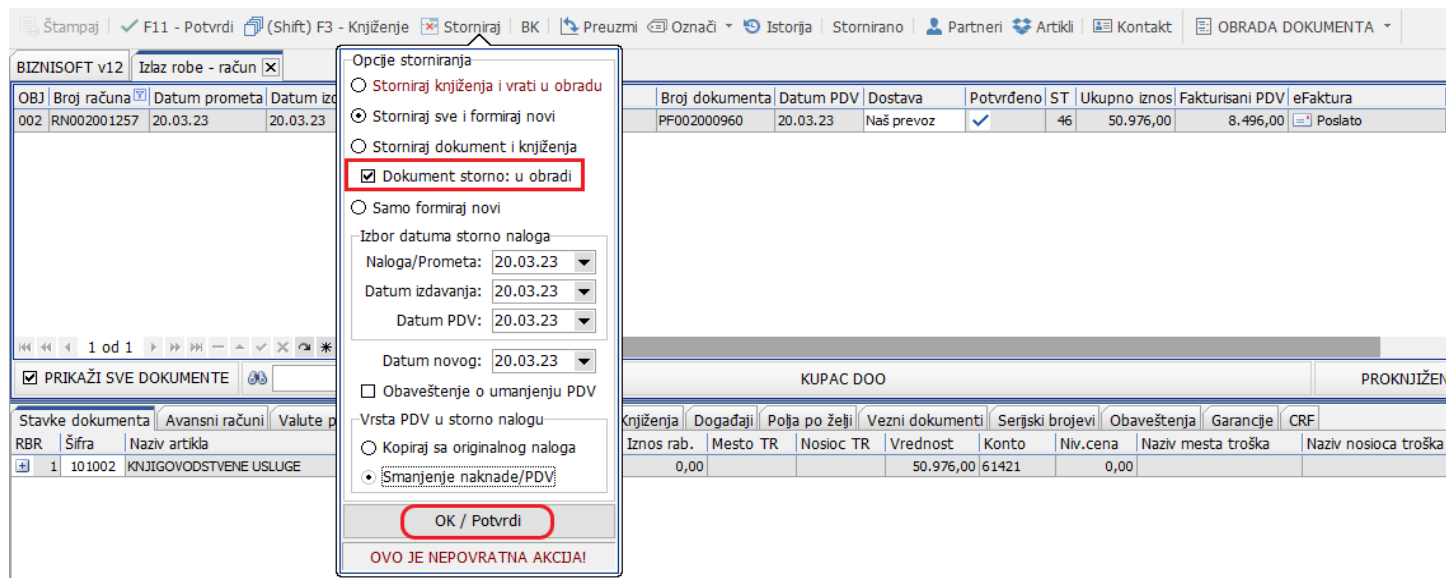 Štampaj F11 - Potvrdi (Shift) F3 - Knjiženje Storniraj BK Preuzmi Označi Istorija Stornirano Partneri Artikli Kontakt OBRADA DOKUMENTA
BIZNISOFT v12 Izlaz robe - račun
OBJ Broj računa Datum prometa Datum izd Broj dokumenta Datum PDV Dostava Potvrđeno ST Ukupno iznos Fakturisani PDV eFaktura
002 RN002001257 20.03.23 20.03.23 PF002000960 20.03.23 Naš prevoz 46 50.976,00 8.496,00 Poslato
Opcije storniranja
Storniraj knjiženja i vrati u obradu
Storniraj sve i formiraj novi
Storniraj dokument i knjiženja
Dokument storno: u obradi
Samo formiraj novi
Izbor datuma storno naloga
Naloga/Prometa: 20.03.23
Datum izdavanja: 20.03.23
Datum PDV: 20.03.23
Datum novog: 20.03.23
Obaveštenje o umanjenju PDV
Vrsta PDV u storno nalogu
Kopiraj sa originalnog naloga
Smanjenje naknade/PDV
OK / Potvrdi
OVO JE NEPOVRATNA AKCIJA!
1 od 1
PRIKAŽI SVE DOKUMENTE KUPAC DOO PROKNJIŽEN
Stavke dokumenta Avansni računi Valute p Knjiženja Događaji Polja po želji Vezni dokumenti Serijski brojevi Obaveštenja Garancije CRF
RBR Šifra Naziv artikla Iznos rab. Mesto TR Nosioc TR Vrednost Konto Niv.cena Naziv mesta troška Naziv nosioca troška
1 101002 KNJIGOVODSTVENE USLUGE 0,00 50.976,00 61421 0,00